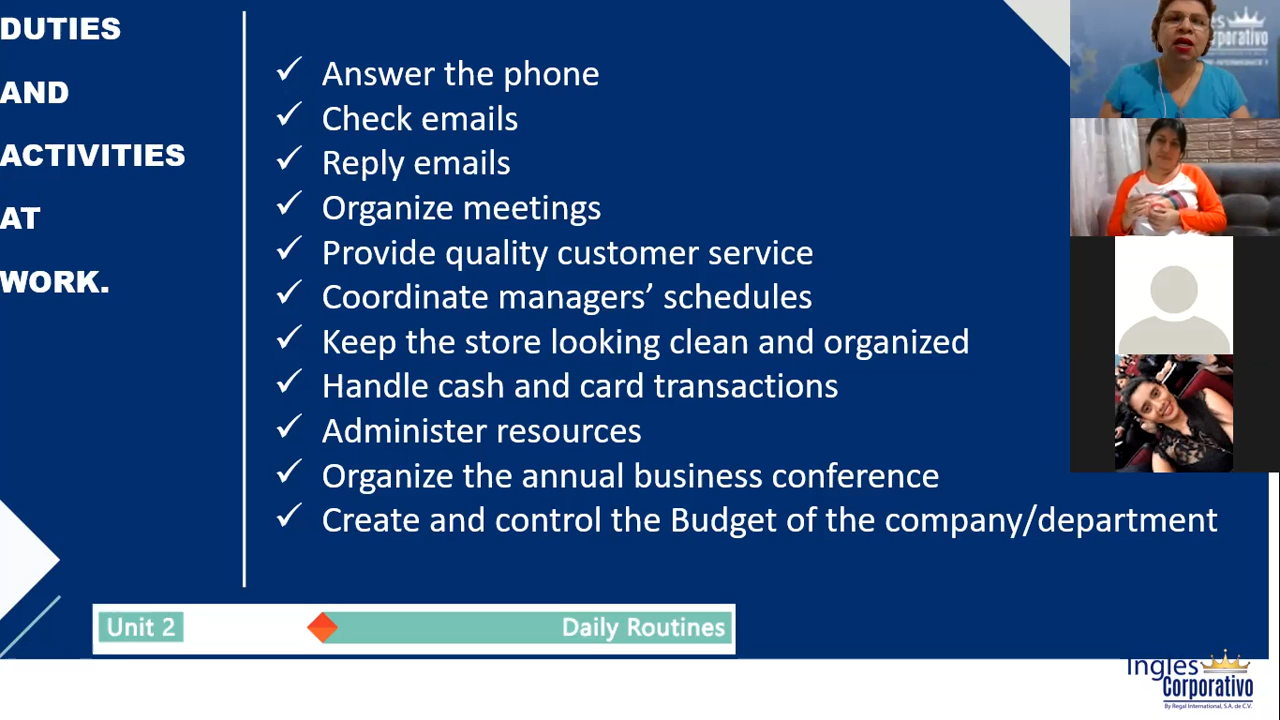 DUTIES
AND
ACTIVITIES
AT
WORK.
✓ Answer the phone
✓ Check emails
✓ Reply emails
✓ Organize meetings
✓ Provide quality customer service
✓ Coordinate managers’ schedules
✓ Keep the store looking clean and organized
✓ Handle cash and card transactions
✓ Administer resources
✓ Organize the annual business conference
✓ Create and control the Budget of the company/department
Unit 2
Daily Routines
Ingles
Corporativo
By Regal International, S.A. de C.V.